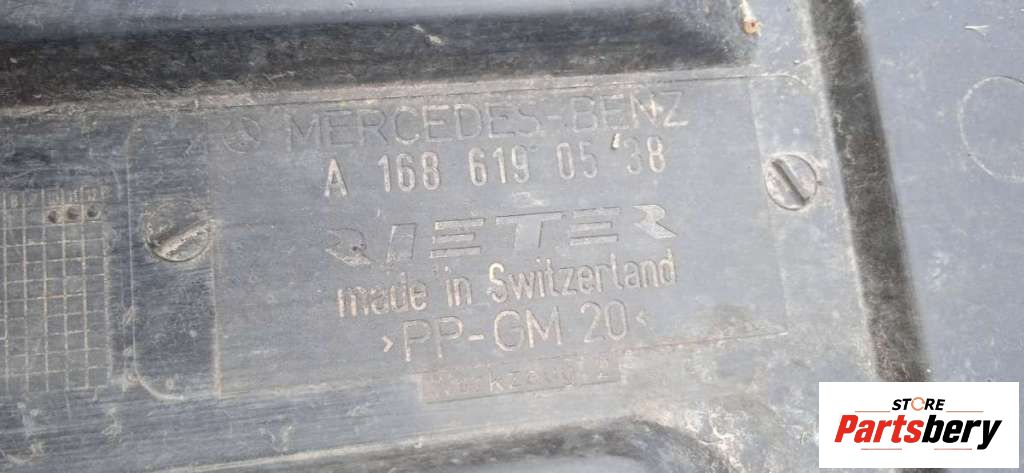 MERCEDES-BENZ
A 168 619 05 38
RIETER
made in Switzerland
>PP-GM 20<
STORE
Partsbery